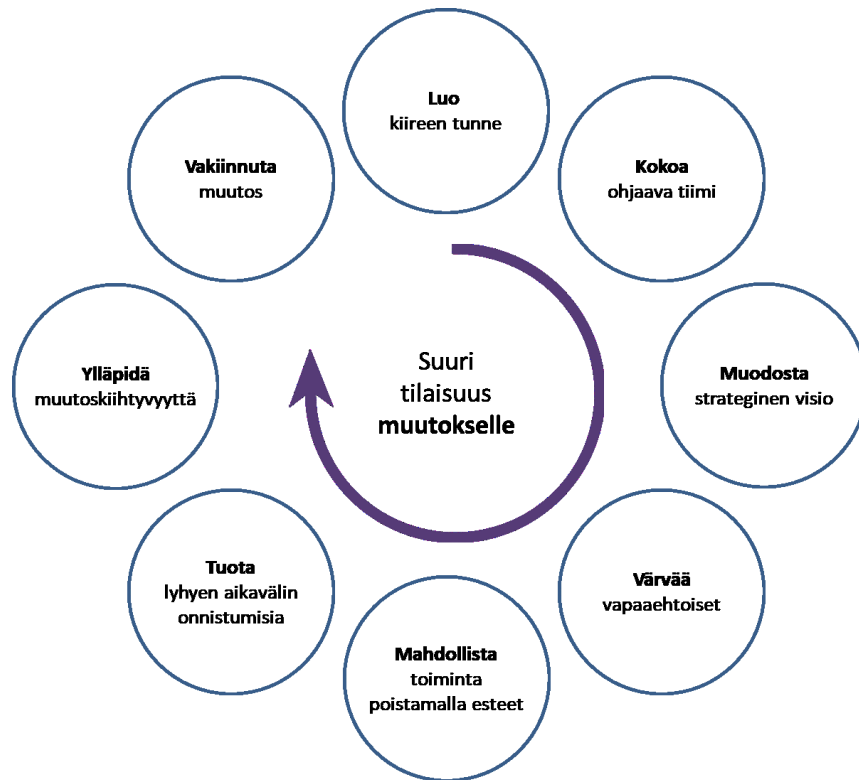 Luo
kiireen tunne
Kokoa
ohjaava tiimi
Muodosta
strateginen visio
Värvää
vapaaehtoiset
Mahdollista
toiminta
poistamalla esteet
Tuota
lyhyen aikavälin
onnistumisia
Ylläpidä
muutoskiihtyvyyttä
Vakiinnuta
muutos
Suuri
tilaisuus
muutokselle